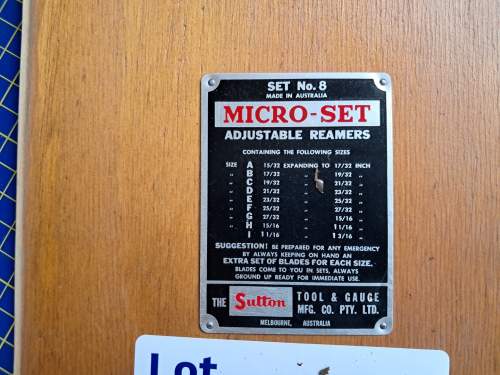 SET No. 8
MADE IN AUSTRALIA
MICRO-SET
ADJUSTABLE REAMERS
CONTAINING THE FOLLOWING SIZES
SIZE A 15/32 EXPANDING TO 17/32 INCH
„ B 17/32 „ 19/32 „
„ C 19/32 „ 21/32 „
„ D 21/32 „ 23/32 „
„ E 23/32 „ 25/32 „
„ F 25/32 „ 27/32 „
„ G 27/32 „ 15/16 „
„ H 15/16 „ 1 1/16 „
„ I 1 1/16 „ 1 3/16 „
SUGGESTION! BE PREPARED FOR ANY EMERGENCY
BY ALWAYS KEEPING ON HAND AN
EXTRA SET OF BLADES FOR EACH SIZE.
BLADES COME TO YOU IN SETS, ALWAYS
GROUND UP READY FOR IMMEDIATE USE.
THE Sutton TOOL & GAUGE
MFG. CO. PTY. LTD.
MELBOURNE, AUSTRALIA
Lot